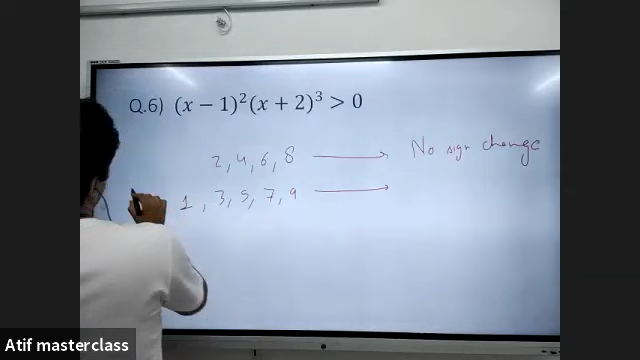 Q.6) (x − 1)²(x + 2)³ > 0
2, 4, 6, 8 ⟶ No sign change
1, 3, 5, 7, 9 ⟶
Atif masterclass